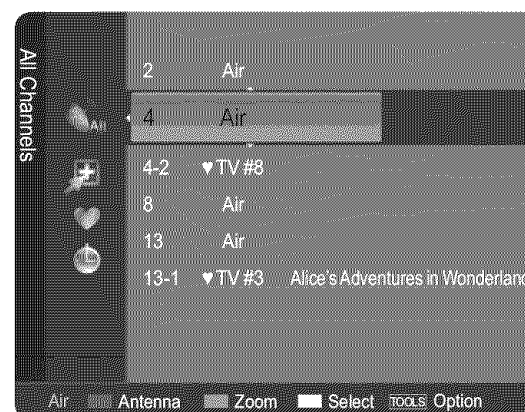 All Channels
2 Air
All
4 Air
4-2 ♥ TV #8
8 Air
13 Air
13-1 ♥ TV #3 Alice's Adventures in Wonderland
Air Antenna Zoom Select TOOLS Option